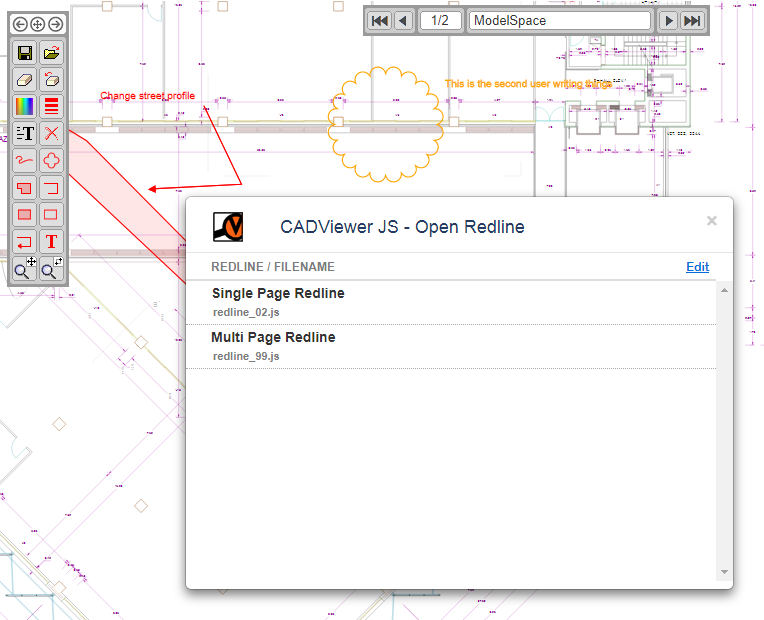 1/2
ModelSpace
Change street profile
This is the second user writing things
T
T
CADViewer JS - Open Redline
×
REDLINE / FILENAME
Edit
Single Page Redline
redline_02.js
Multi Page Redline
redline_99.js